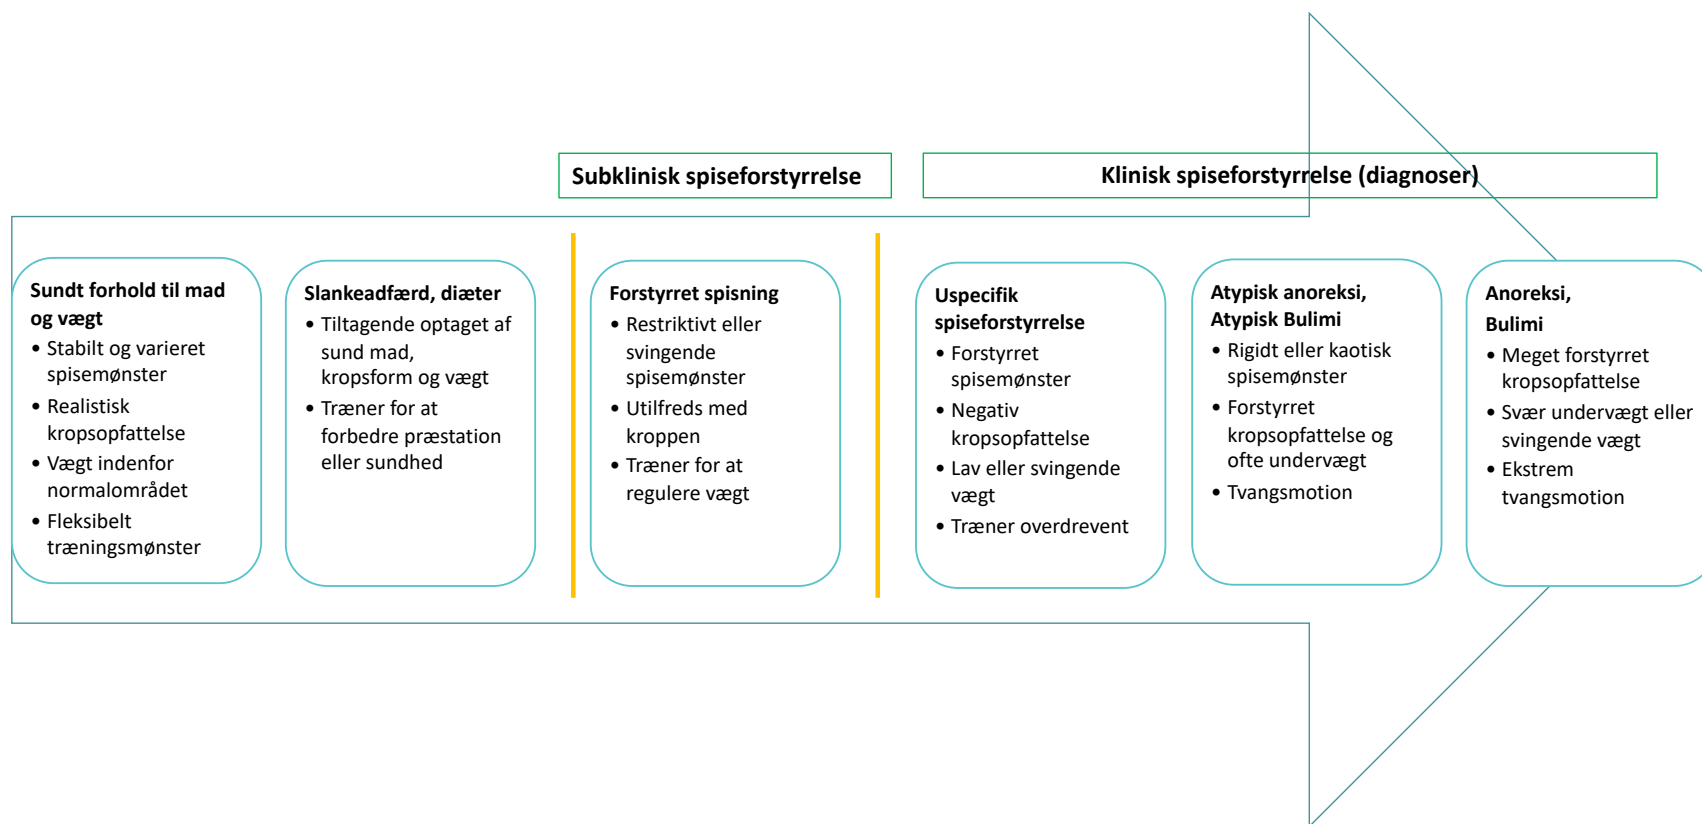 Subklinisk spiseforstyrrelse
Klinisk spiseforstyrrelse (diagnoser)
Sundt forhold til mad
og vægt
• Stabilt og varieret
spisemønster
• Realistisk
kropsopfattelse
• Vægt indenfor
normalområdet
• Fleksibelt
træningsmønster
Slankeadfærd, diæter
• Tiltagende optaget af
sund mad,
kropsform og vægt
• Træner for at
forbedre præstation
eller sundhed
Forstyrret spisning
• Restriktivt eller
svingende
spisemønster
• Utilfreds med
kroppen
• Træner for at
regulere vægt
Uspecifik
spiseforstyrrelse
• Forstyrret
spisemønster
• Negativ
kropsopfattelse
• Lav eller svingende
vægt
• Træner overdrevent
Atypisk anoreksi,
Atypisk Bulimi
• Rigidt eller kaotisk
spisemønster
• Forstyrret
kropsopfattelse og
ofte undervægt
• Tvangsmotion
Anoreksi,
Bulimi
• Meget forstyrret
kropsopfattelse
• Svær undervægt eller
svingende vægt
• Ekstrem
tvangsmotion